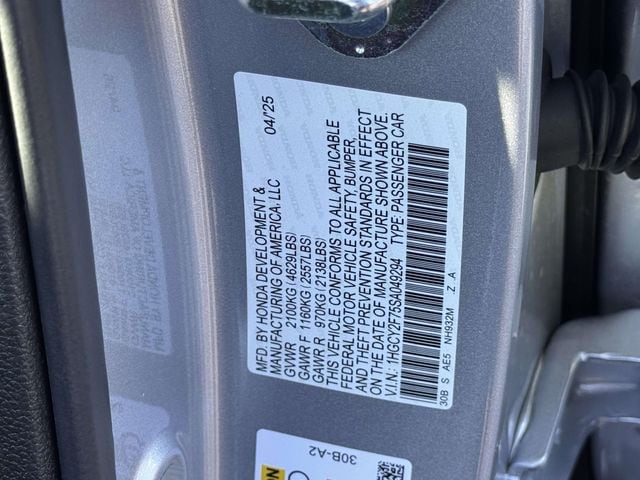 MFD. BY HONDA DEVELOPMENT &
MANUFACTURING OF AMERICA, LLC 04/'25
GVWR 2100KG(4629LBS)
GAWR F 1160KG(2557LBS)
GAWR R 970KG(2138LBS)
THIS VEHICLE CONFORMS TO ALL APPLICABLE
FEDERAL MOTOR VEHICLE SAFETY BUMPER,
AND THEFT PREVENTION STANDARDS IN EFFECT
ON THE DATE OF MANUFACTURE SHOWN ABOVE.
V.I.N.: 1HGCY2F75SA048294 TYPE: PASSENGER CAR
30B S AE5 NH932M Z A
30B-A2